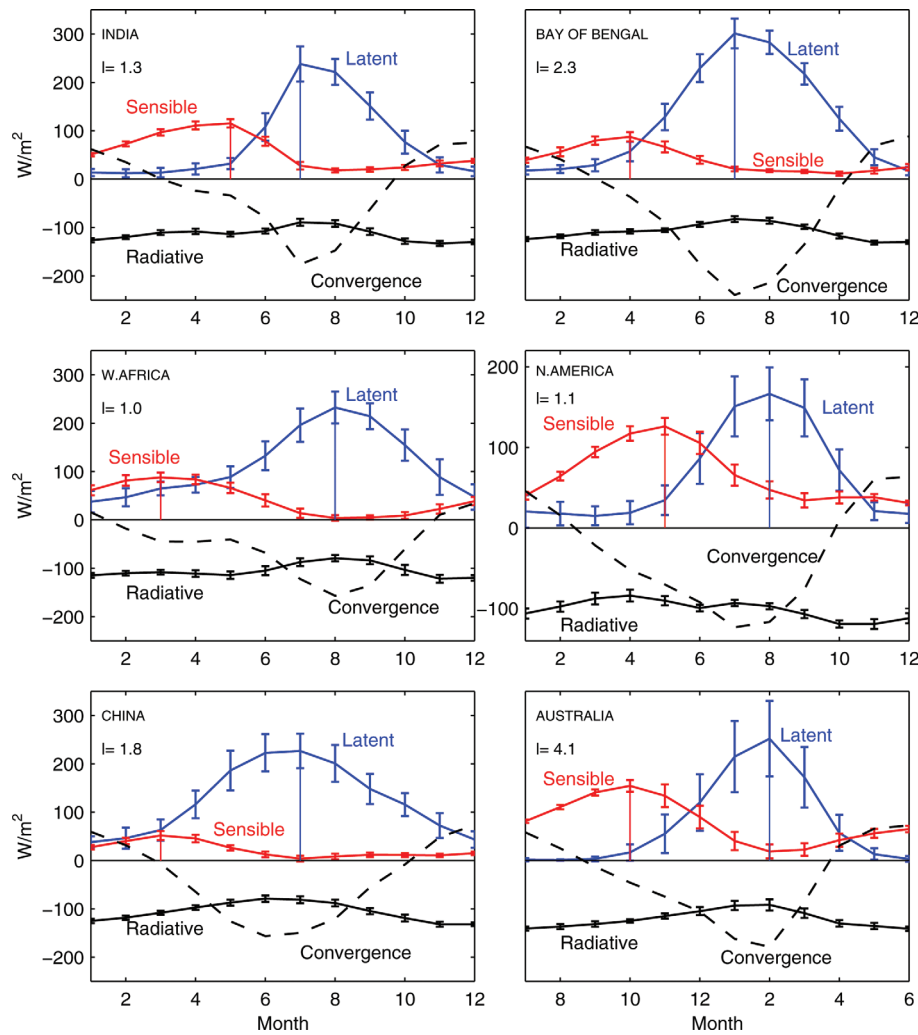 INDIA
I= 1.3
Latent
Sensible
Radiative
Convergence
W/m²
300
200
100
0
−100
−200
2 4 6 8 10 12
BAY OF BENGAL
I= 2.3
Latent
Sensible
Radiative
Convergence
2 4 6 8 10 12
W.AFRICA
I= 1.0
Latent
Sensible
Radiative
Convergence
W/m²
300
200
100
0
−100
−200
2 4 6 8 10 12
N.AMERICA
I= 1.1
Sensible
Latent
Convergence
Radiative
200
100
0
−100
2 4 6 8 10 12
CHINA
I= 1.8
Latent
Sensible
Radiative
Convergence
W/m²
300
200
100
0
−100
−200
2 4 6 8 10 12
Month
AUSTRALIA
I= 4.1
Latent
Sensible
Radiative
Convergence
8 10 12 2 4 6
Month